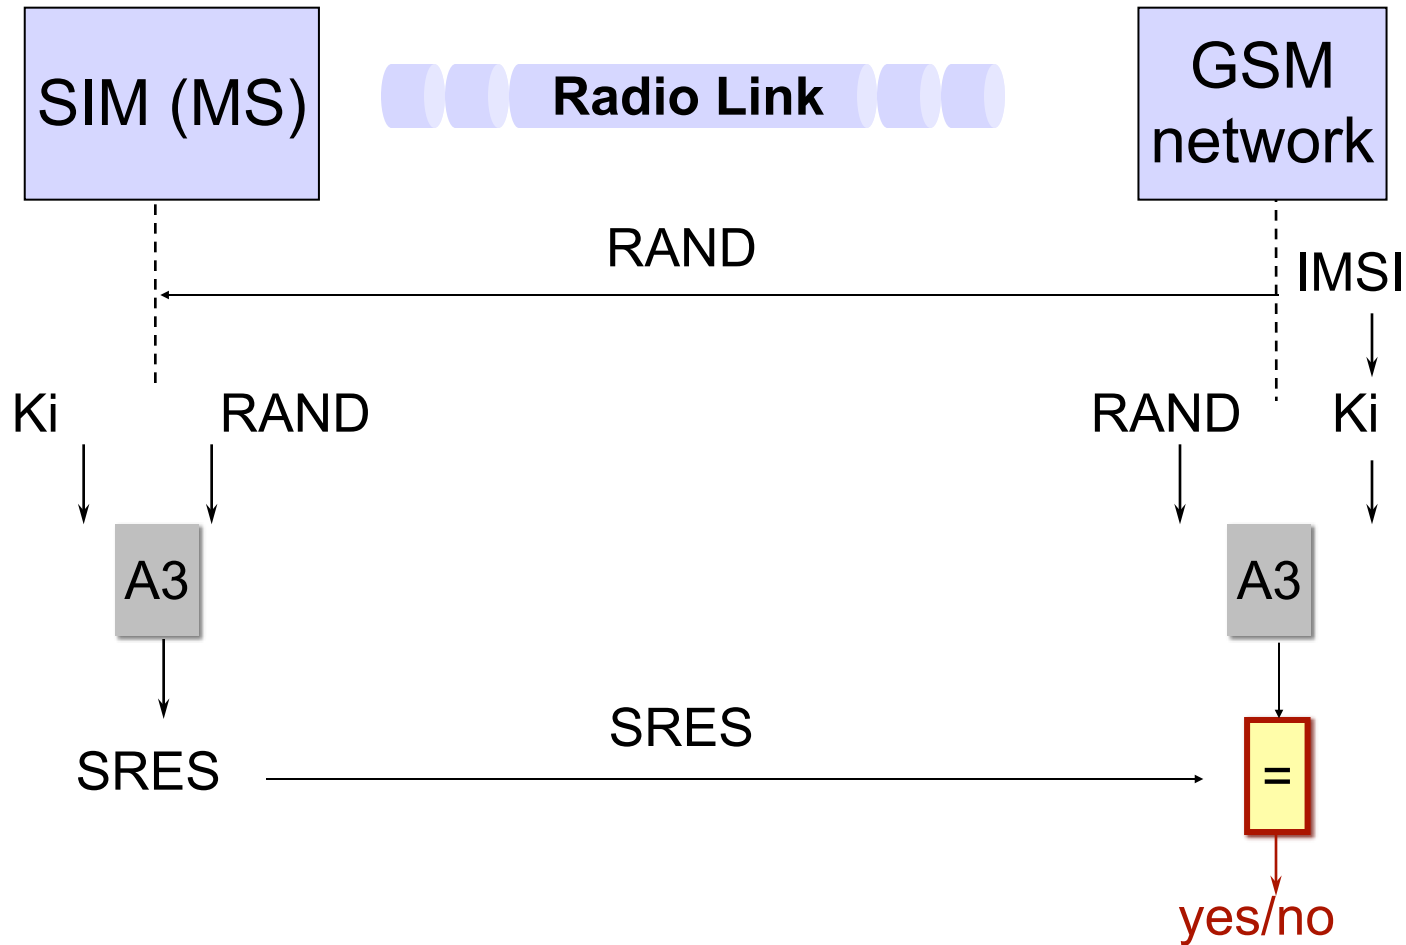 SIM (MS)
Radio Link
GSM
network
RAND
IMSI
Ki
RAND
RAND
Ki
A3
A3
SRES
SRES
=
yes/no